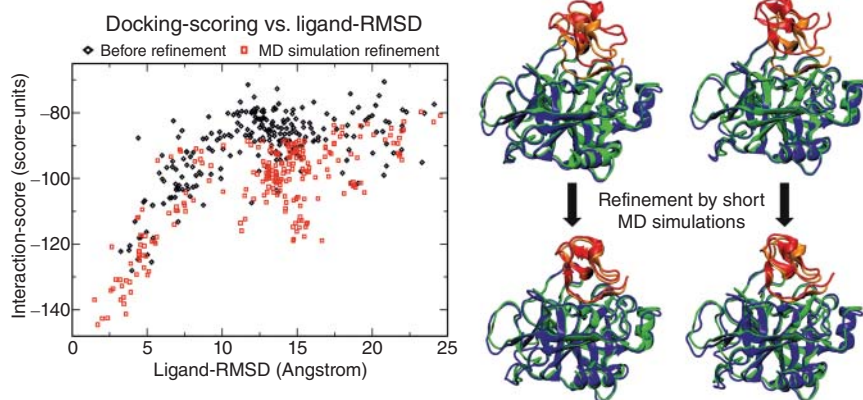 Docking-scoring vs. ligand-RMSD
Before refinement MD simulation refinement
Interaction-score (score-units)
−80
−100
−120
−140
0 5 10 15 20 25
Ligand-RMSD (Angstrom)
Refinement by short
MD simulations